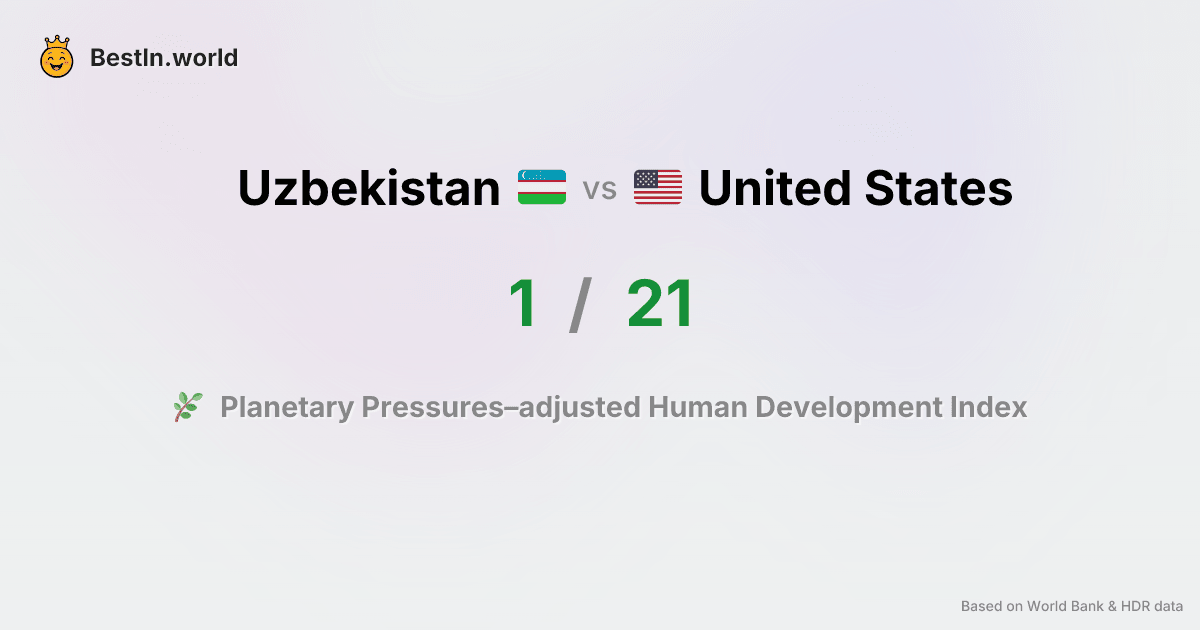 BestIn.world
Uzbekistan vs United States
1 / 21
Planetary Pressures–adjusted Human Development Index
Based on World Bank & HDR data